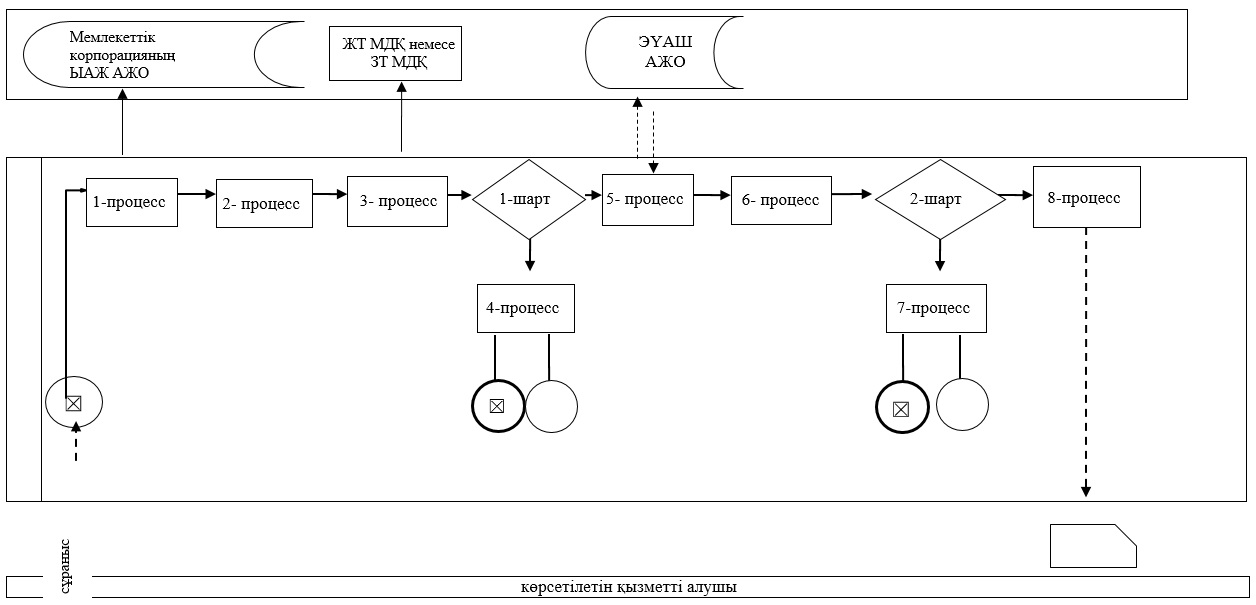 Мемлекеттік
корпорацияның
ЫАЖ АЖО
ЖТ МДҚ немесе
ЗТ МДҚ
ЭҮАШ
АЖО
1-процесс
2- процесс
3- процесс
1-шарт
5- процесс
6- процесс
2-шарт
8-процесс
4-процесс
7-процесс
сұраныс
көрсетілетін қызметті алушы